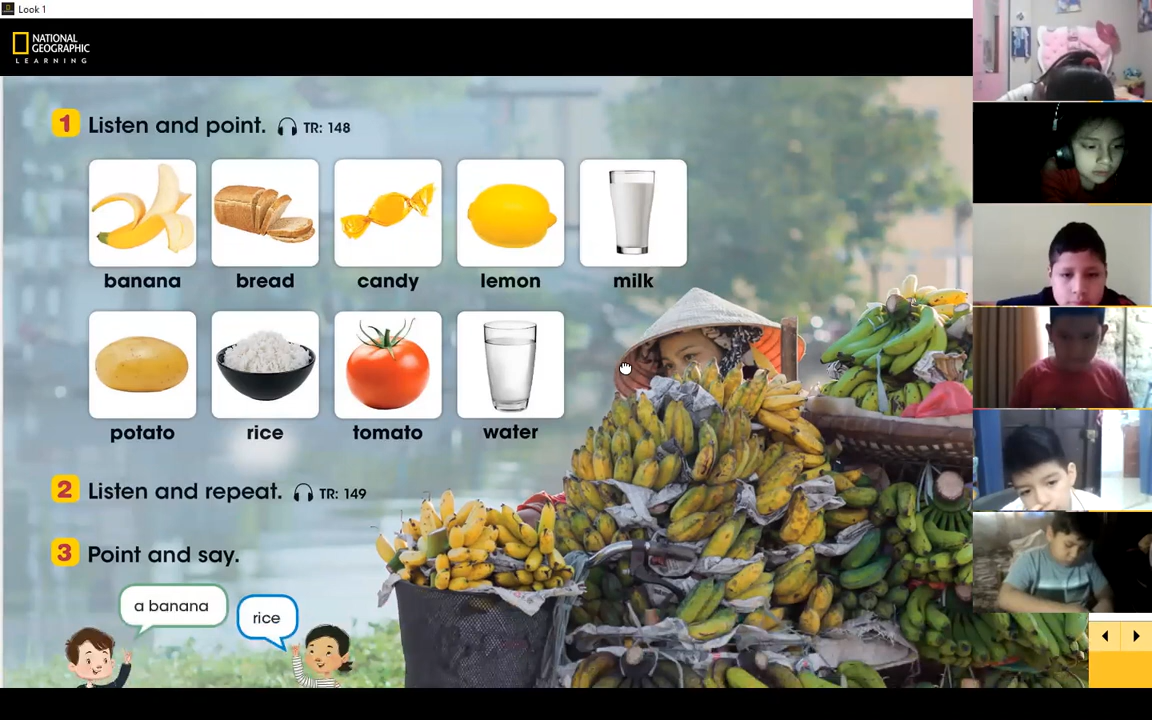 Look 1
NATIONAL
GEOGRAPHIC
LEARNING
1 Listen and point. TR: 148
banana bread candy lemon milk
potato rice tomato water
2 Listen and repeat. TR: 149
3 Point and say.
a banana
rice